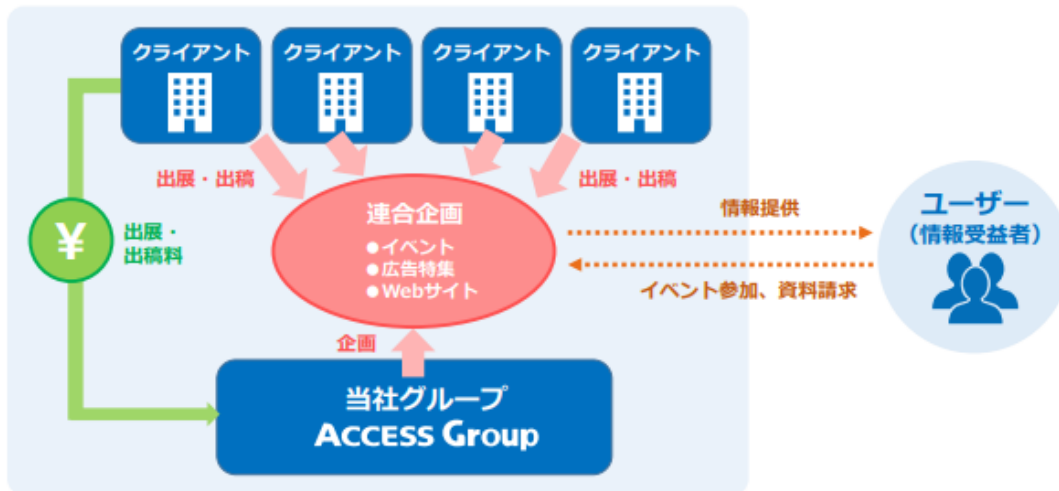 クライアント
クライアント
クライアント
クライアント
出展・出稿
出展・出稿
連合企画
●イベント
●広告特集
●Webサイト
¥
出展・
出稿料
情報提供
イベント参加、資料請求
ユーザー
（情報受益者）
企画
当社グループ
ACCESS Group